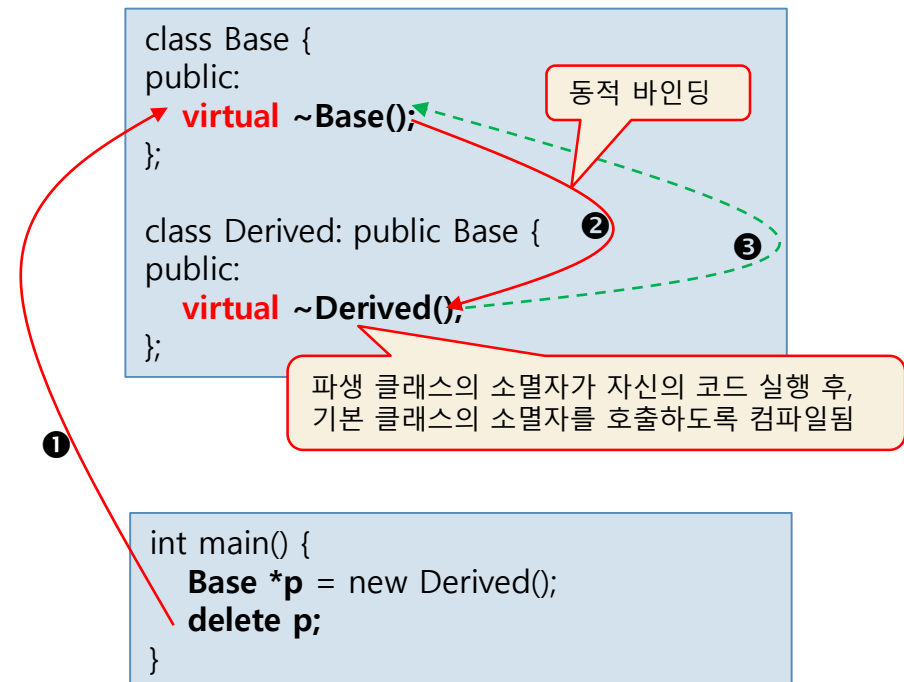 class Base {
public:
virtual ~Base();
};
동적 바인딩
class Derived: public Base {
public:
virtual ~Derived();
};
❷
❸
파생 클래스의 소멸자가 자신의 코드 실행 후,
기본 클래스의 소멸자를 호출하도록 컴파일됨
❶
int main() {
Base *p = new Derived();
delete p;
}